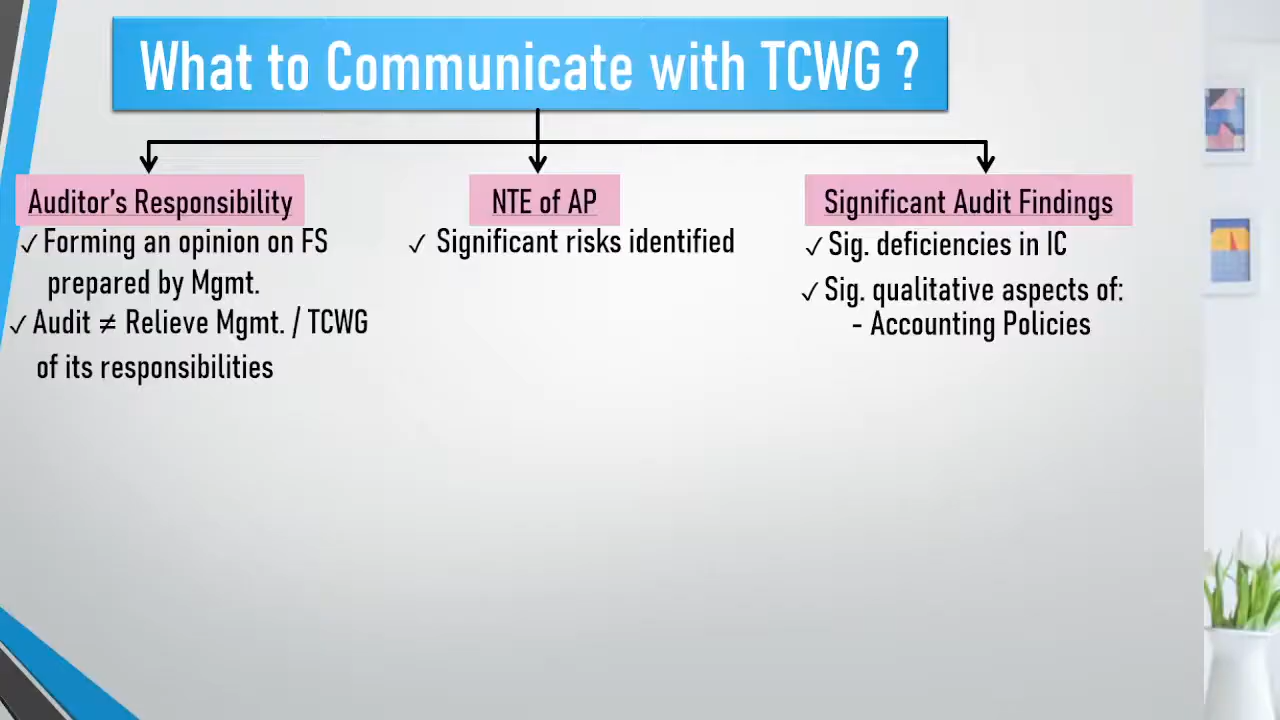 What to Communicate with TCWG ?
Auditor's Responsibility
✓ Forming an opinion on FS
prepared by Mgmt.
✓ Audit ≠ Relieve Mgmt. / TCWG
of its responsibilities
NTE of AP
✓ Significant risks identified
Significant Audit Findings
✓ Sig. deficiencies in IC
✓ Sig. qualitative aspects of:
- Accounting Policies